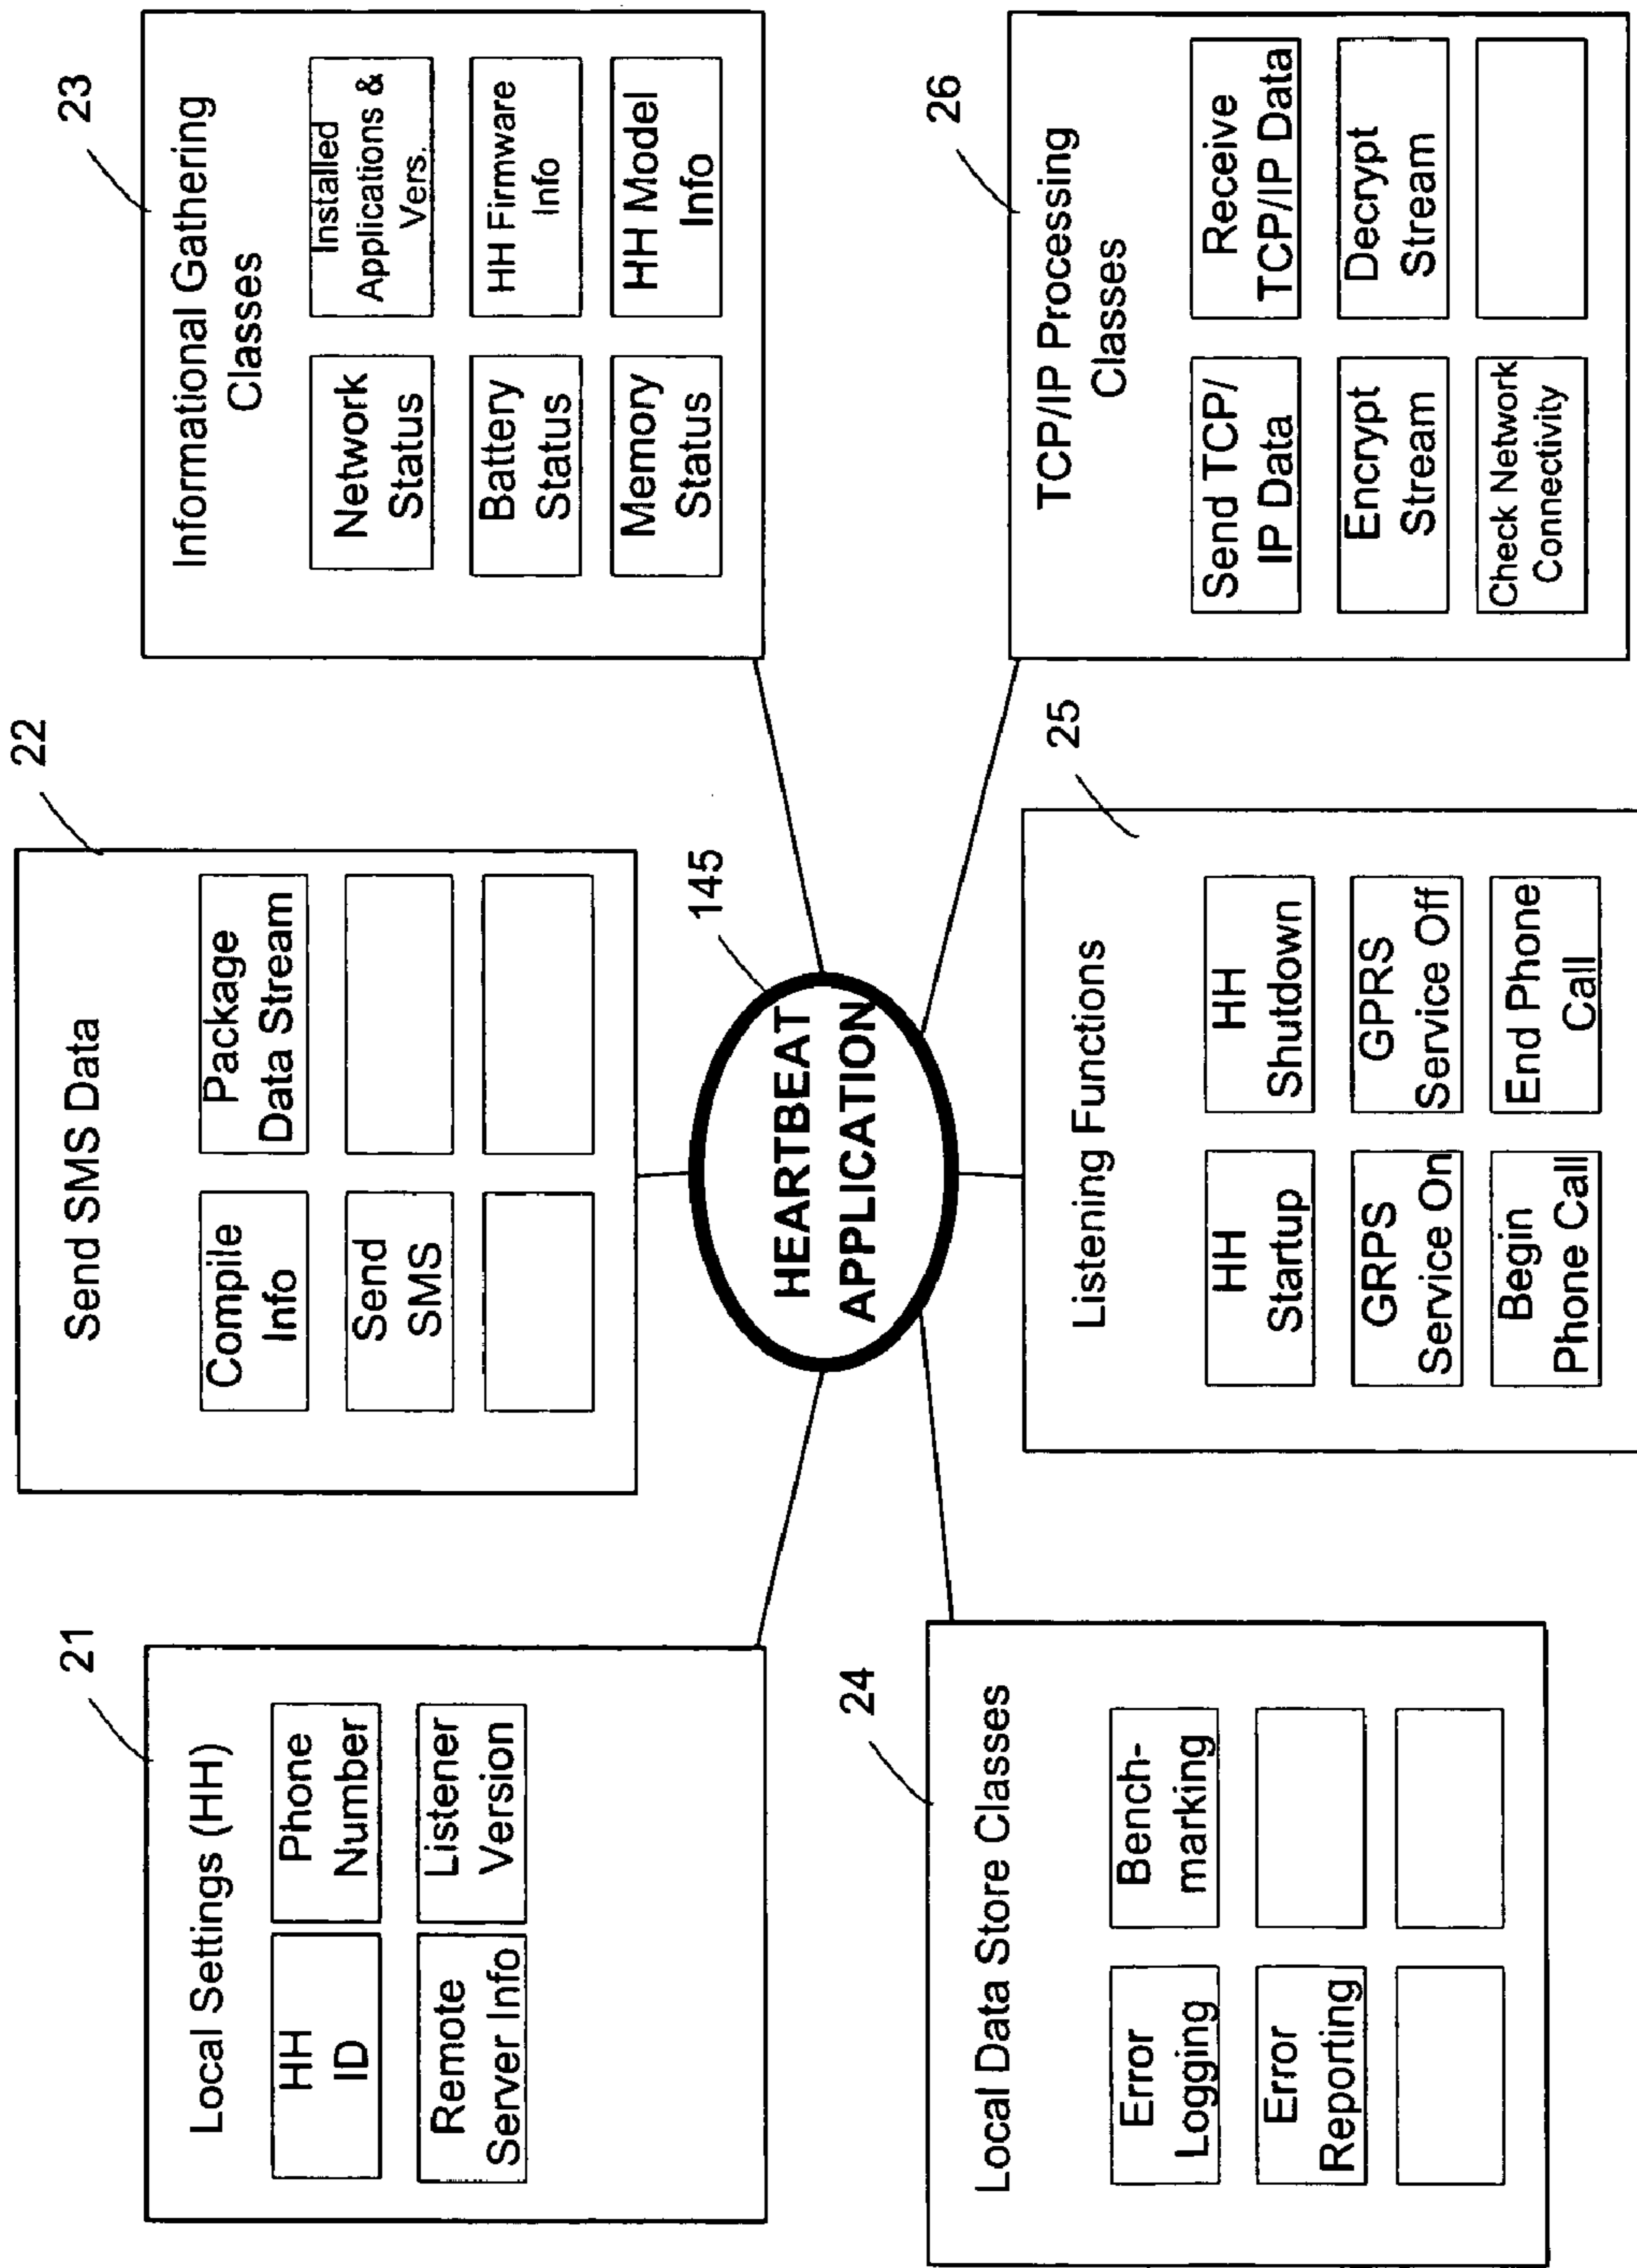 21
Local Settings (HH)
HH
ID
Phone
Number
Remote
Server Info
Listener
Version
22
Send SMS Data
Compile
Info
Package
Data Stream
Send
SMS
23
Informational Gathering
Classes
Network
Status
Installed
Applications &
Vers.
Battery
Status
HH Firmware
Info
Memory
Status
HH Model
Info
145
HEARTBEAT
APPLICATION
24
Local Data Store Classes
Error
Logging
Bench-
marking
Error
Reporting
25
Listening Functions
HH
Startup
HH
Shutdown
GRPS
Service On
GPRS
Service Off
Begin
Phone Call
End Phone
Call
26
TCP/IP Processing
Classes
Send TCP/
IP Data
Receive
TCP/IP Data
Encrypt
Stream
Decrypt
Stream
Check Network
Connectivity